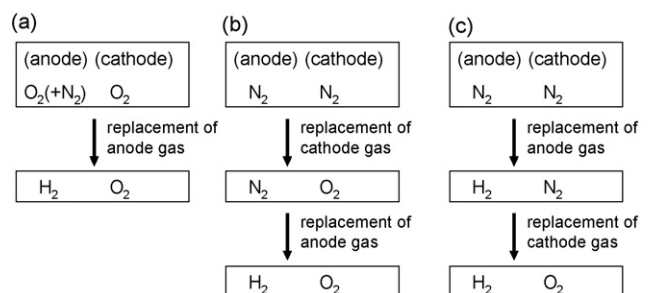 (a)
(anode) (cathode)
O₂(+N₂) O₂
replacement of
anode gas
H₂ O₂
(b)
(anode) (cathode)
N₂ N₂
replacement of
cathode gas
N₂ O₂
replacement of
anode gas
H₂ O₂
(c)
(anode) (cathode)
N₂ N₂
replacement of
anode gas
H₂ N₂
replacement of
cathode gas
H₂ O₂